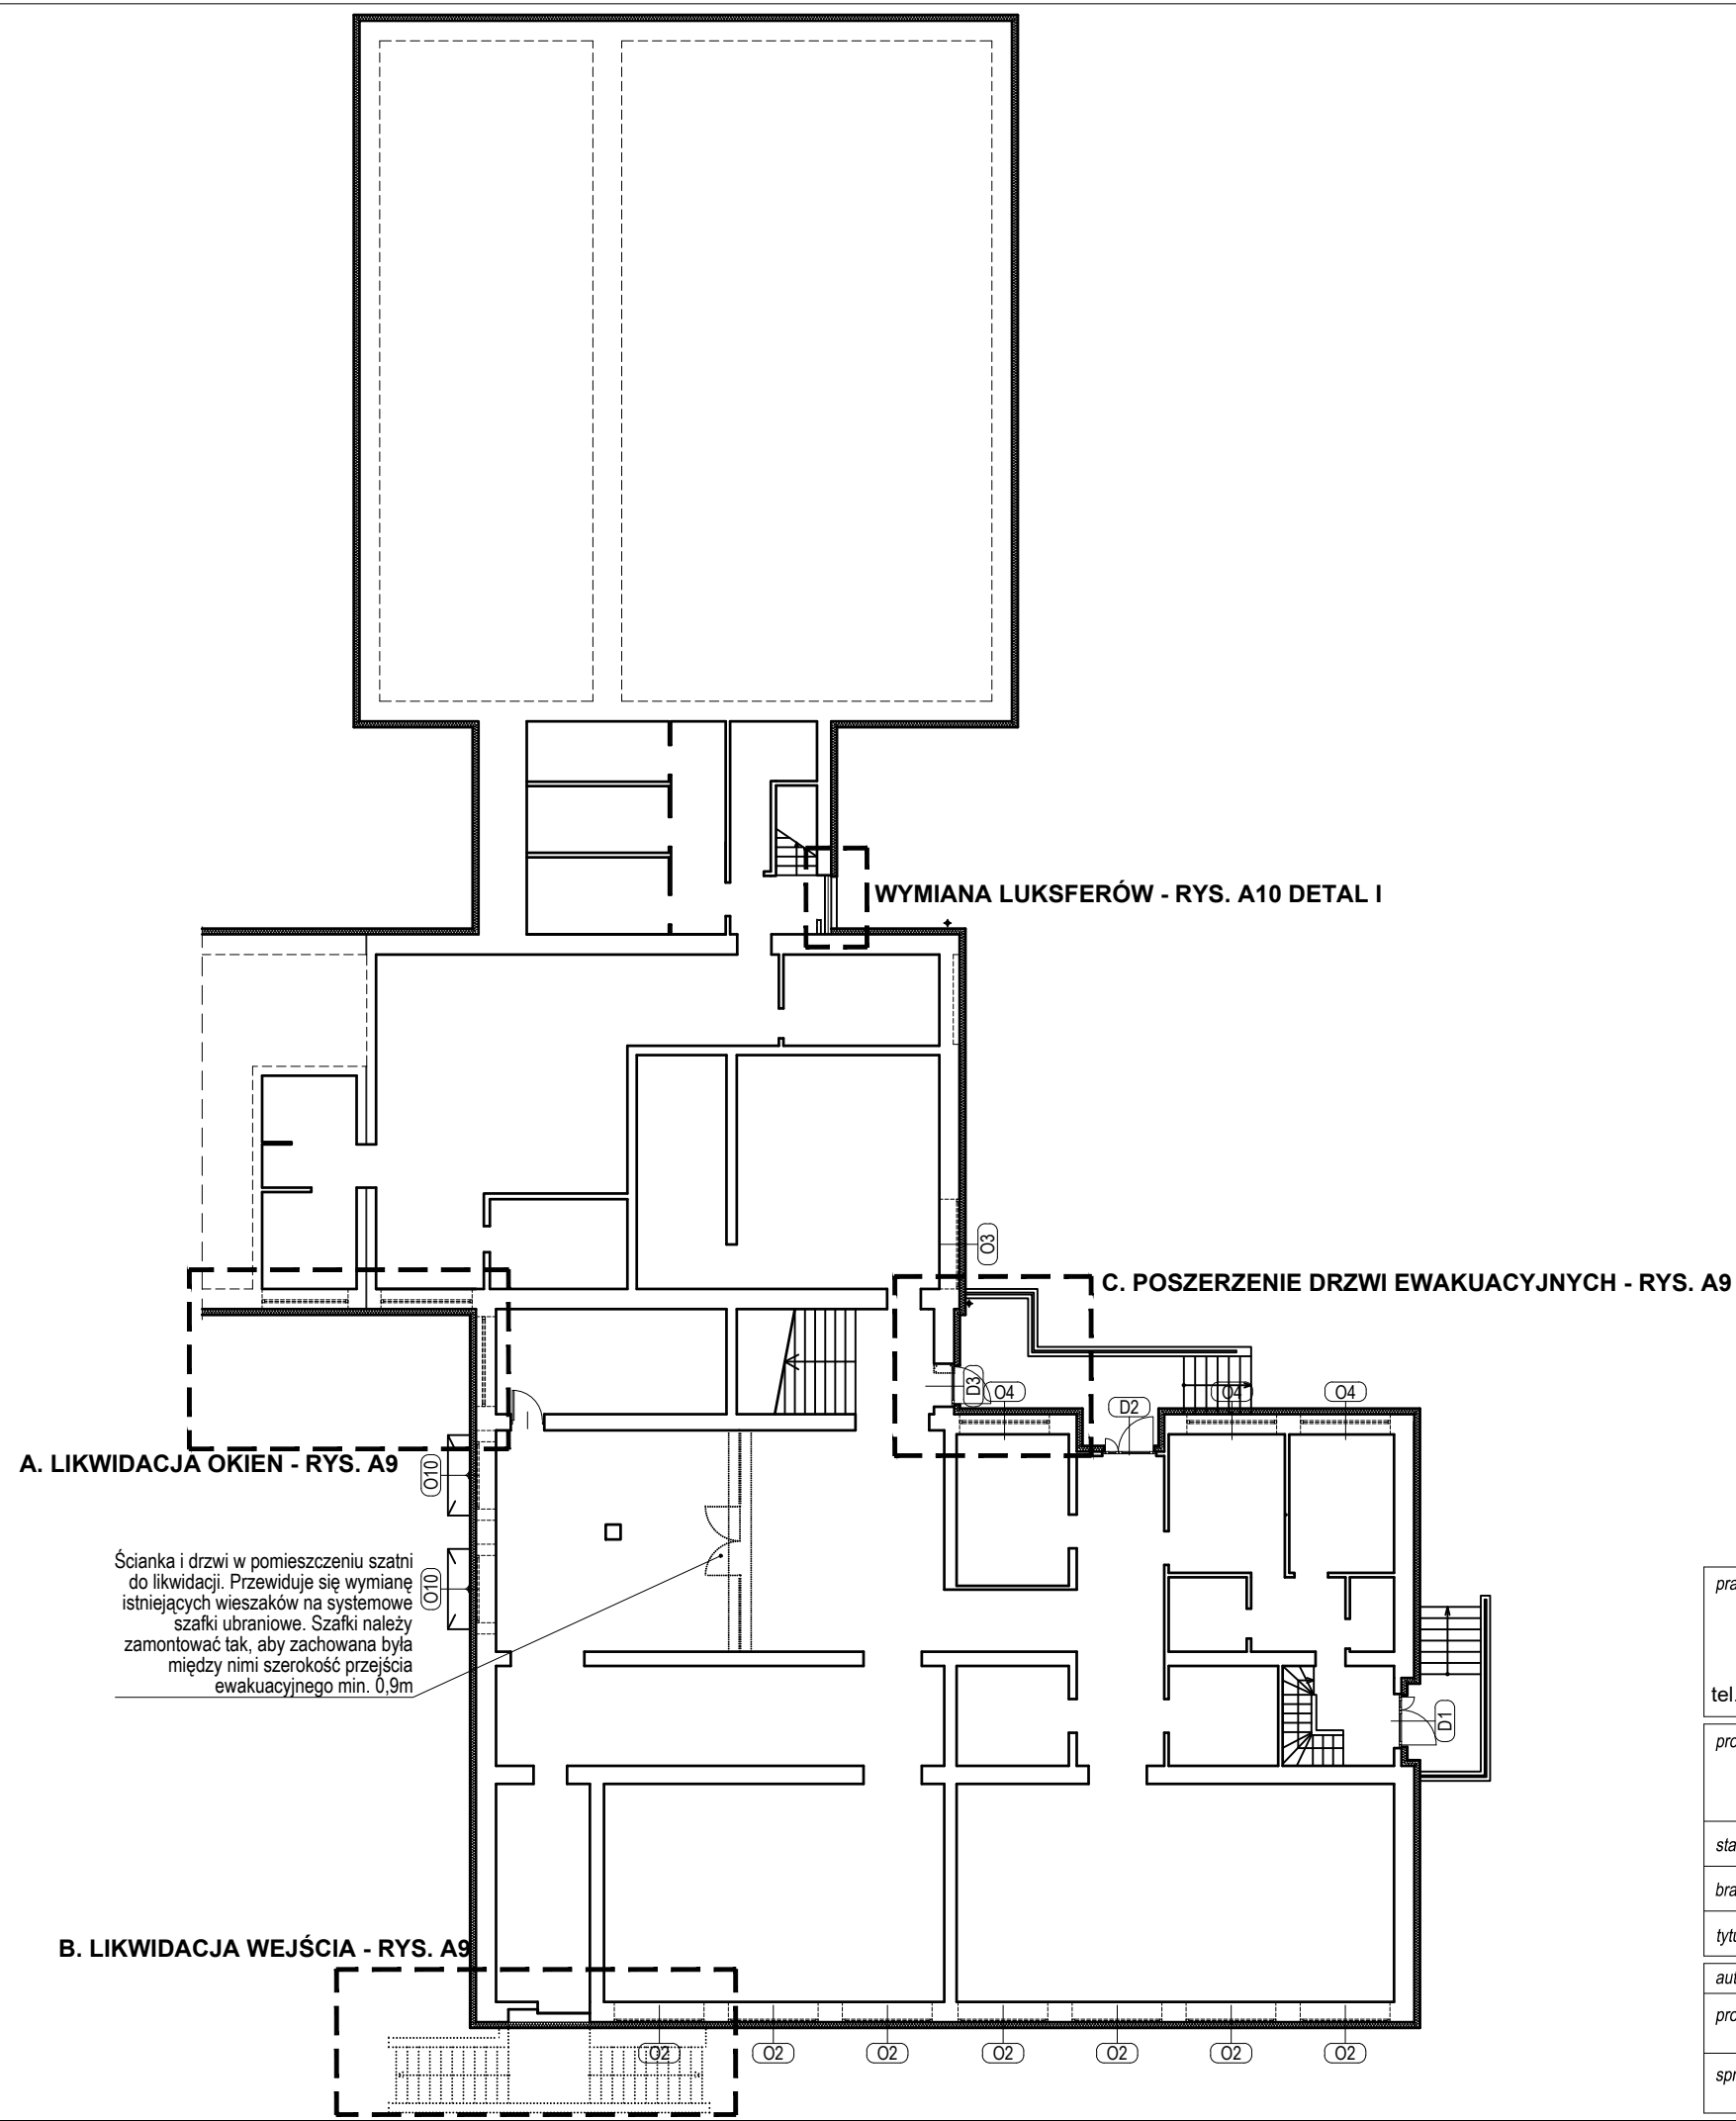 WYMIANA LUKSFERÓW - RYS. A10 DETAL I
O3
C. POSZERZENIE DRZWI EWAKUACYJNYCH - RYS. A9
D3
O4
D2
O4
O4
A. LIKWIDACJA OKIEN - RYS. A9
O10
O10
Ścianka i drzwi w pomieszczeniu szatni
do likwidacji. Przewiduje się wymianę
istniejących wieszaków na systemowe
szafki ubraniowe. Szafki należy
zamontować tak, aby zachowana była
między nimi szerokość przejścia
ewakuacyjnego min. 0,9m
D1
B. LIKWIDACJA WEJŚCIA - RYS. A9
O2
O2
O2
O2
O2
O2
O2
tel.